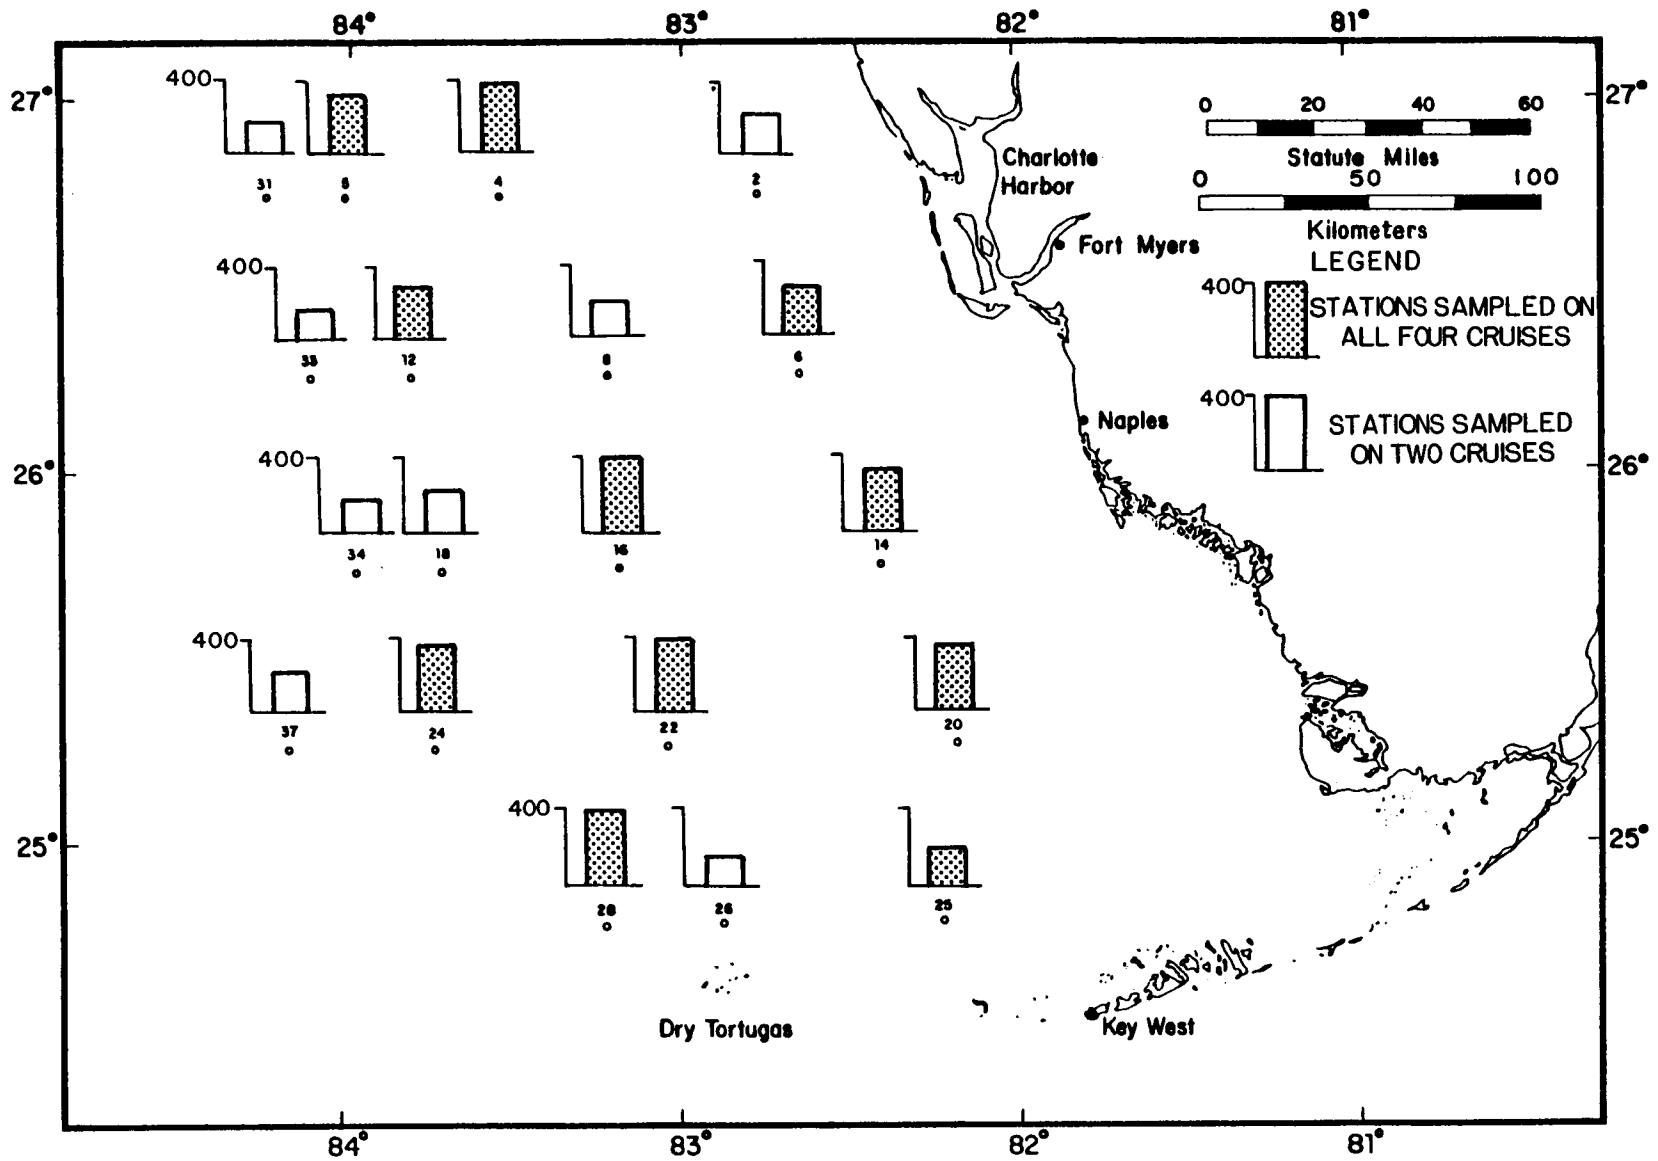 84° 83° 82° 81°
27° 27°
400
31 5 4 2
Charlotte
Harbor
0 20 40 60
Statute Miles
0 50 100
Kilometers
Fort Myers
LEGEND
400
STATIONS SAMPLED ON
ALL FOUR CRUISES
400
33 12 8 6
400
STATIONS SAMPLED
ON TWO CRUISES
Naples
26° 26°
400
34 18 16 14
400
37 24 22 20
25° 25°
400
28 26 25
Dry Tortugas
Key West
84° 83° 82° 81°